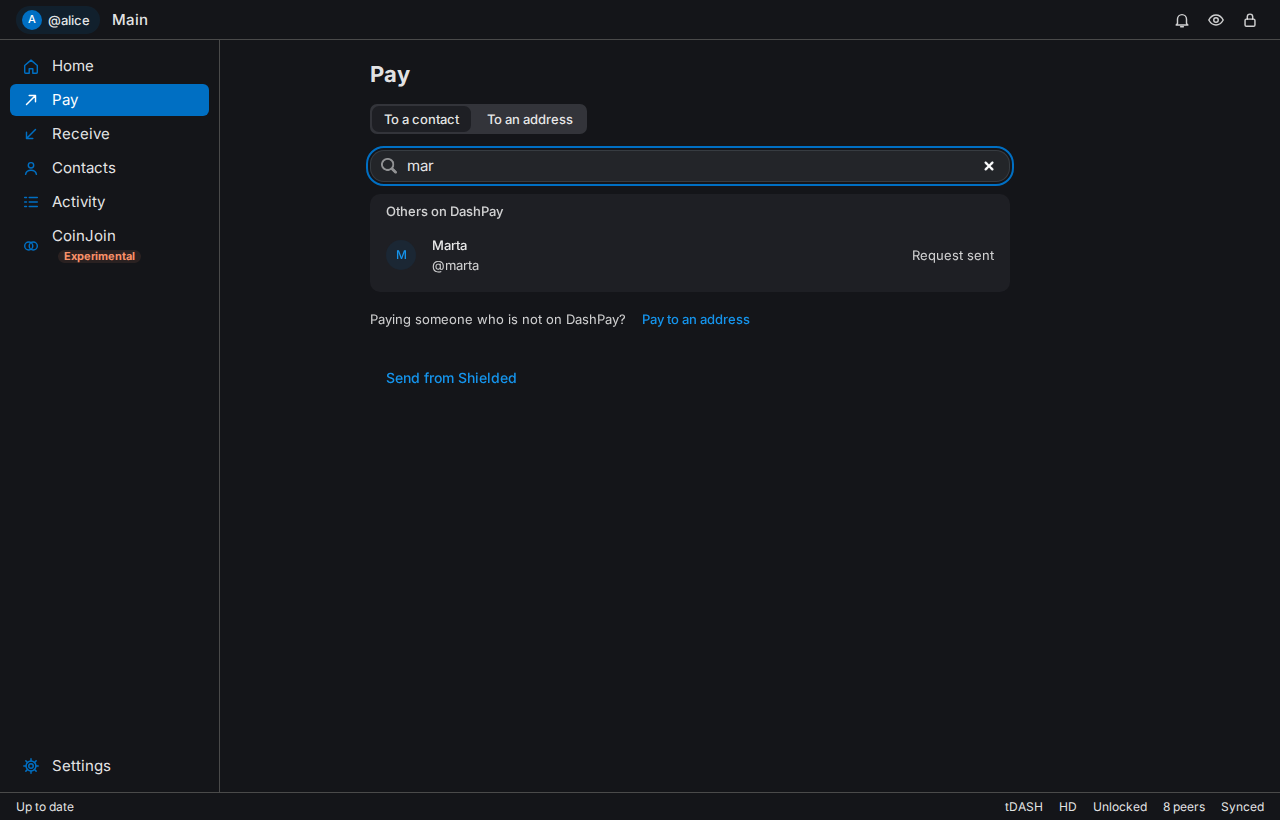 A @alice Main
Home
Pay
Receive
Contacts
Activity
CoinJoin
Experimental
Settings
Pay
To a contact To an address
mar
Others on DashPay
M
Marta
@marta
Request sent
Paying someone who is not on DashPay? Pay to an address
Send from Shielded
Up to date tDASH HD Unlocked 8 peers Synced